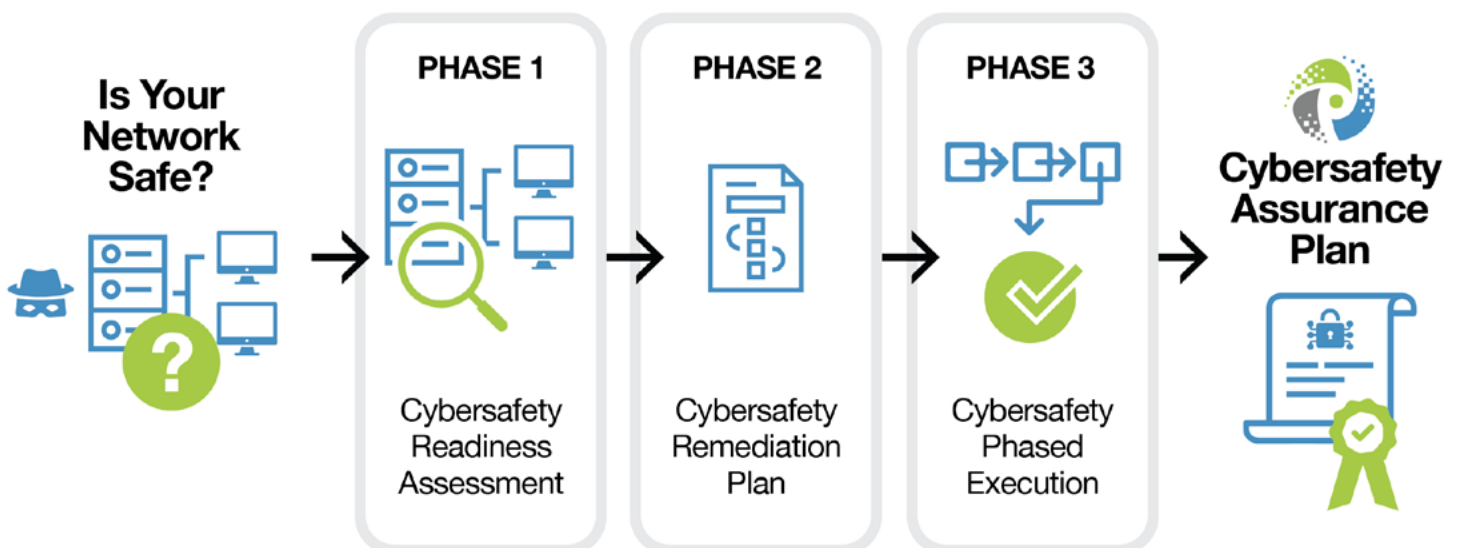 Is Your
Network
Safe?
?
PHASE 1
Cybersafety
Readiness
Assessment
PHASE 2
Cybersafety
Remediation
Plan
PHASE 3
Cybersafety
Phased
Execution
Cybersafety
Assurance
Plan